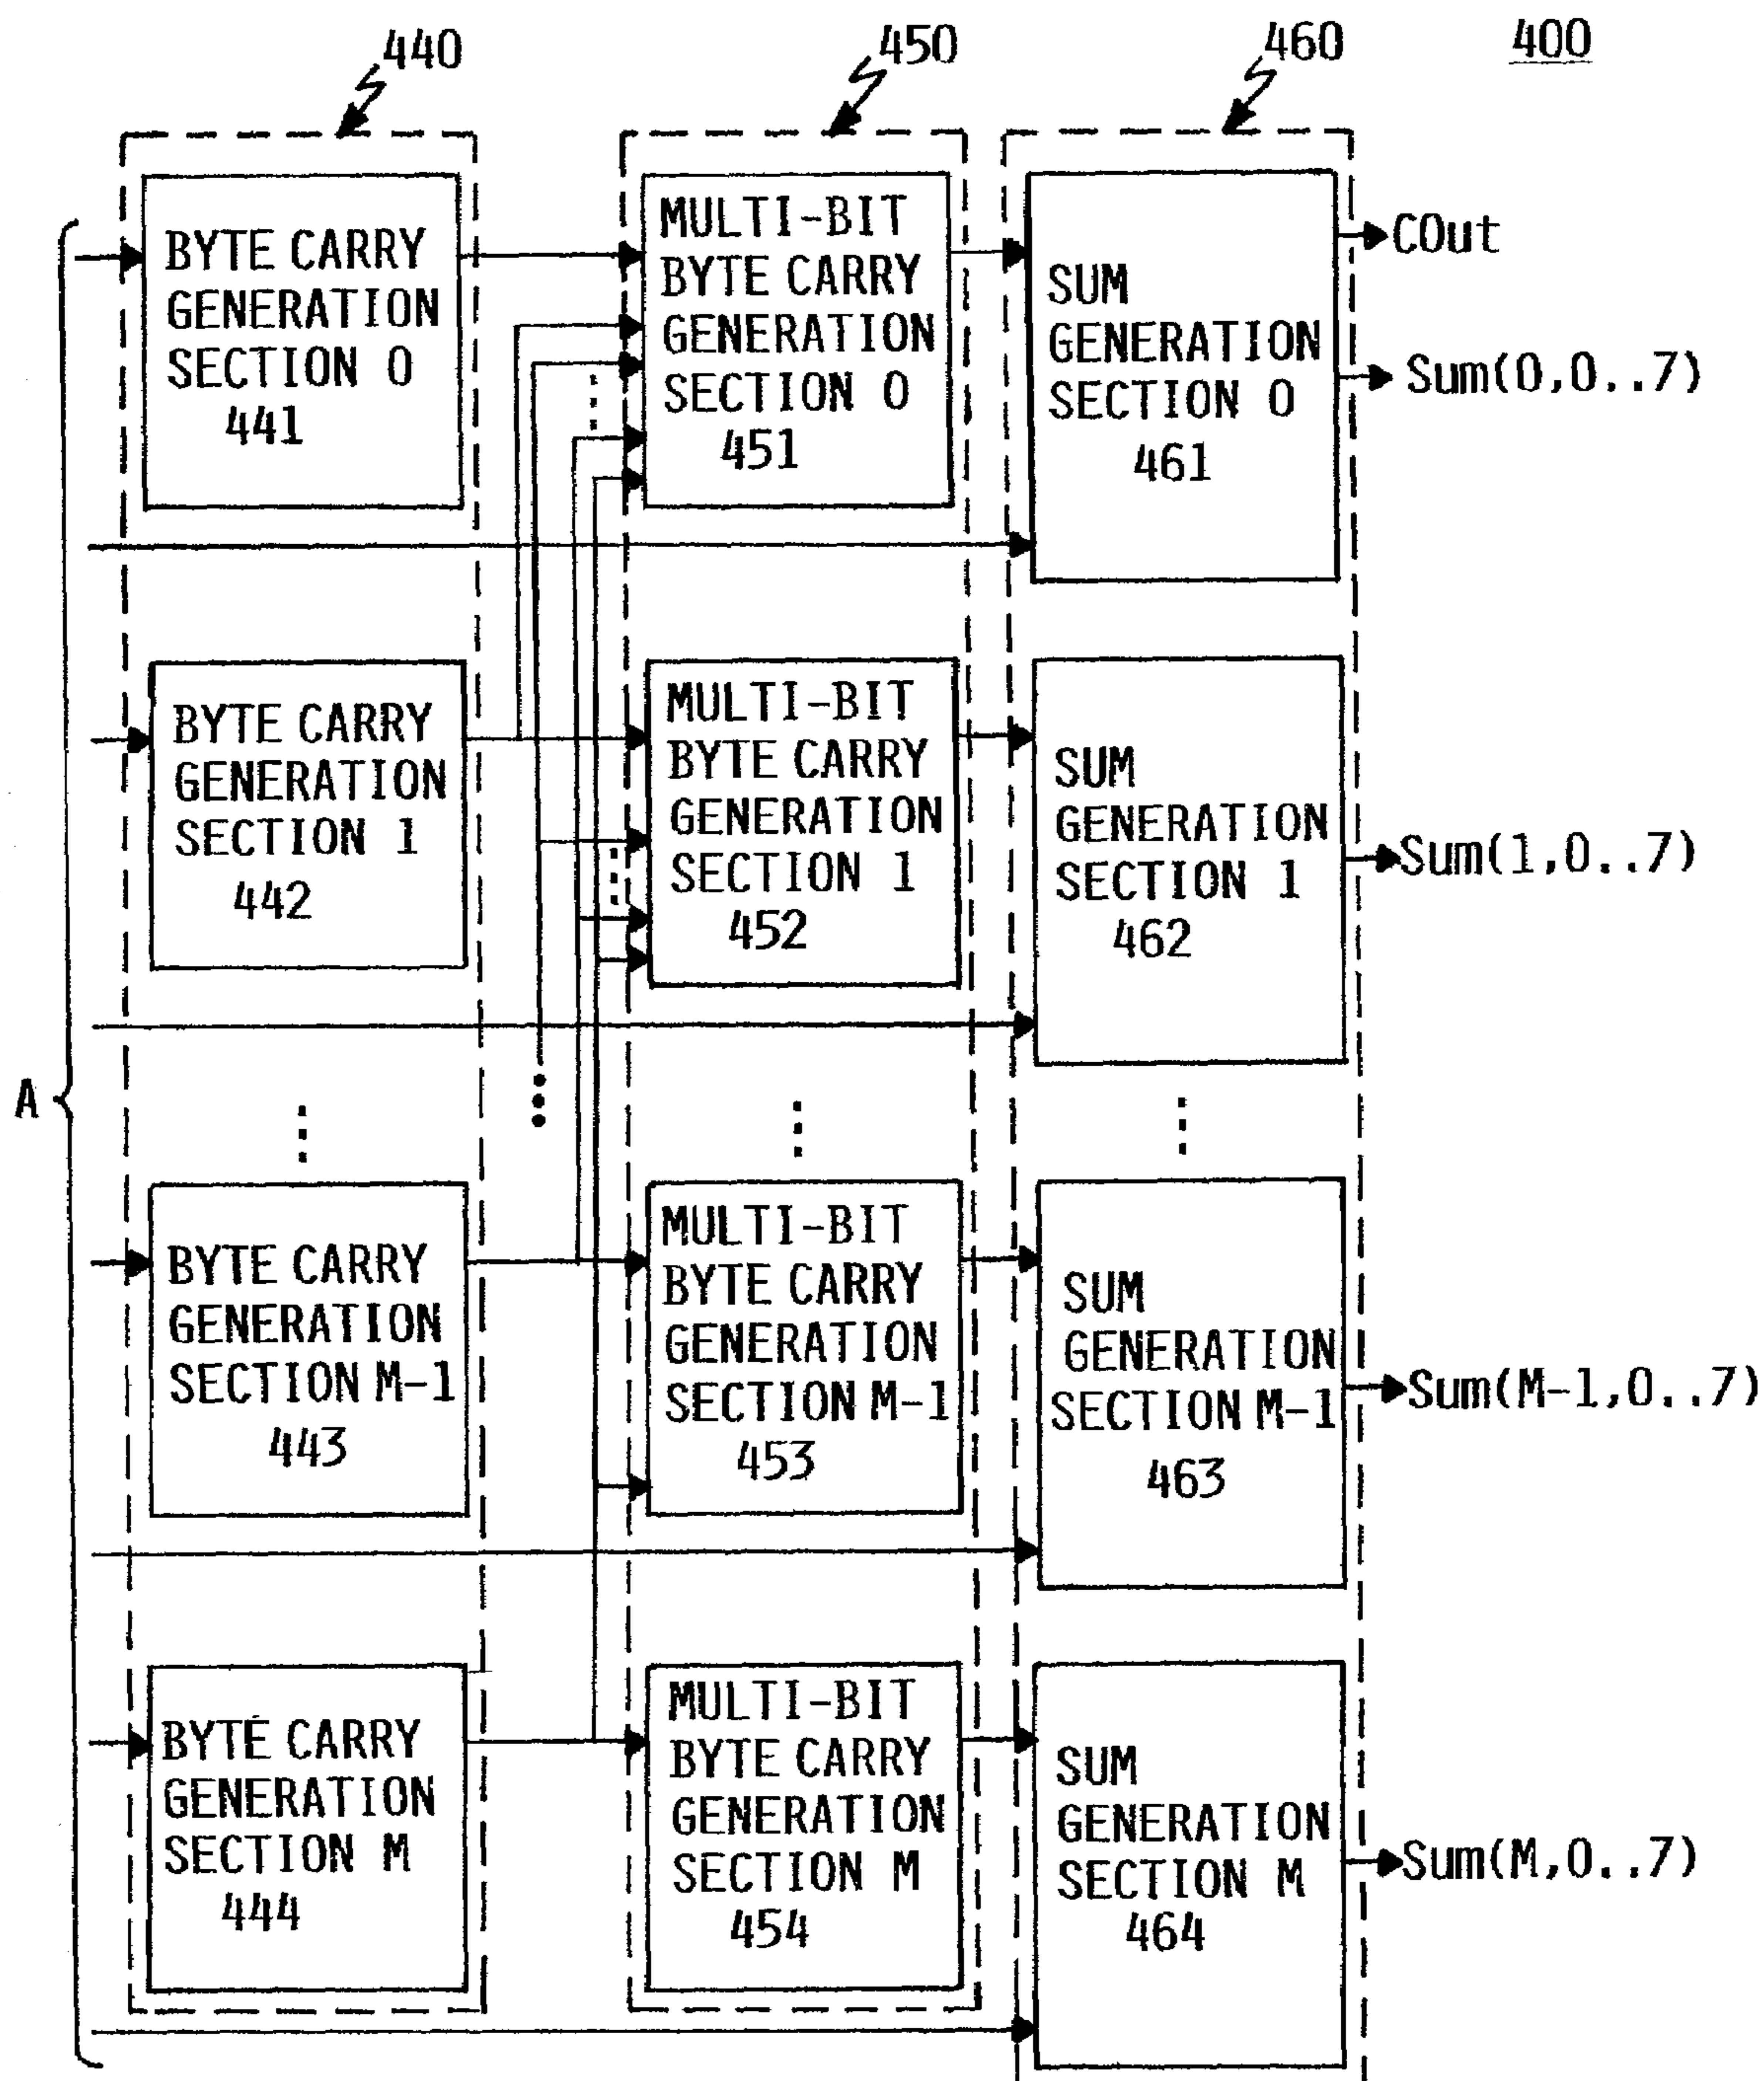 440
450
460
400
BYTE CARRY
GENERATION
SECTION 0
441
MULTI-BIT
BYTE CARRY
GENERATION
SECTION 0
451
SUM
GENERATION
SECTION 0
461
COut
Sum(0,0..7)
BYTE CARRY
GENERATION
SECTION 1
442
MULTI-BIT
BYTE CARRY
GENERATION
SECTION 1
452
SUM
GENERATION
SECTION 1
462
Sum(1,0..7)
A
BYTE CARRY
GENERATION
SECTION M-1
443
MULTI-BIT
BYTE CARRY
GENERATION
SECTION M-1
453
SUM
GENERATION
SECTION M-1
463
Sum(M-1,0..7)
BYTE CARRY
GENERATION
SECTION M
444
MULTI-BIT
BYTE CARRY
GENERATION
SECTION M
454
SUM
GENERATION
SECTION M
464
Sum(M,0..7)